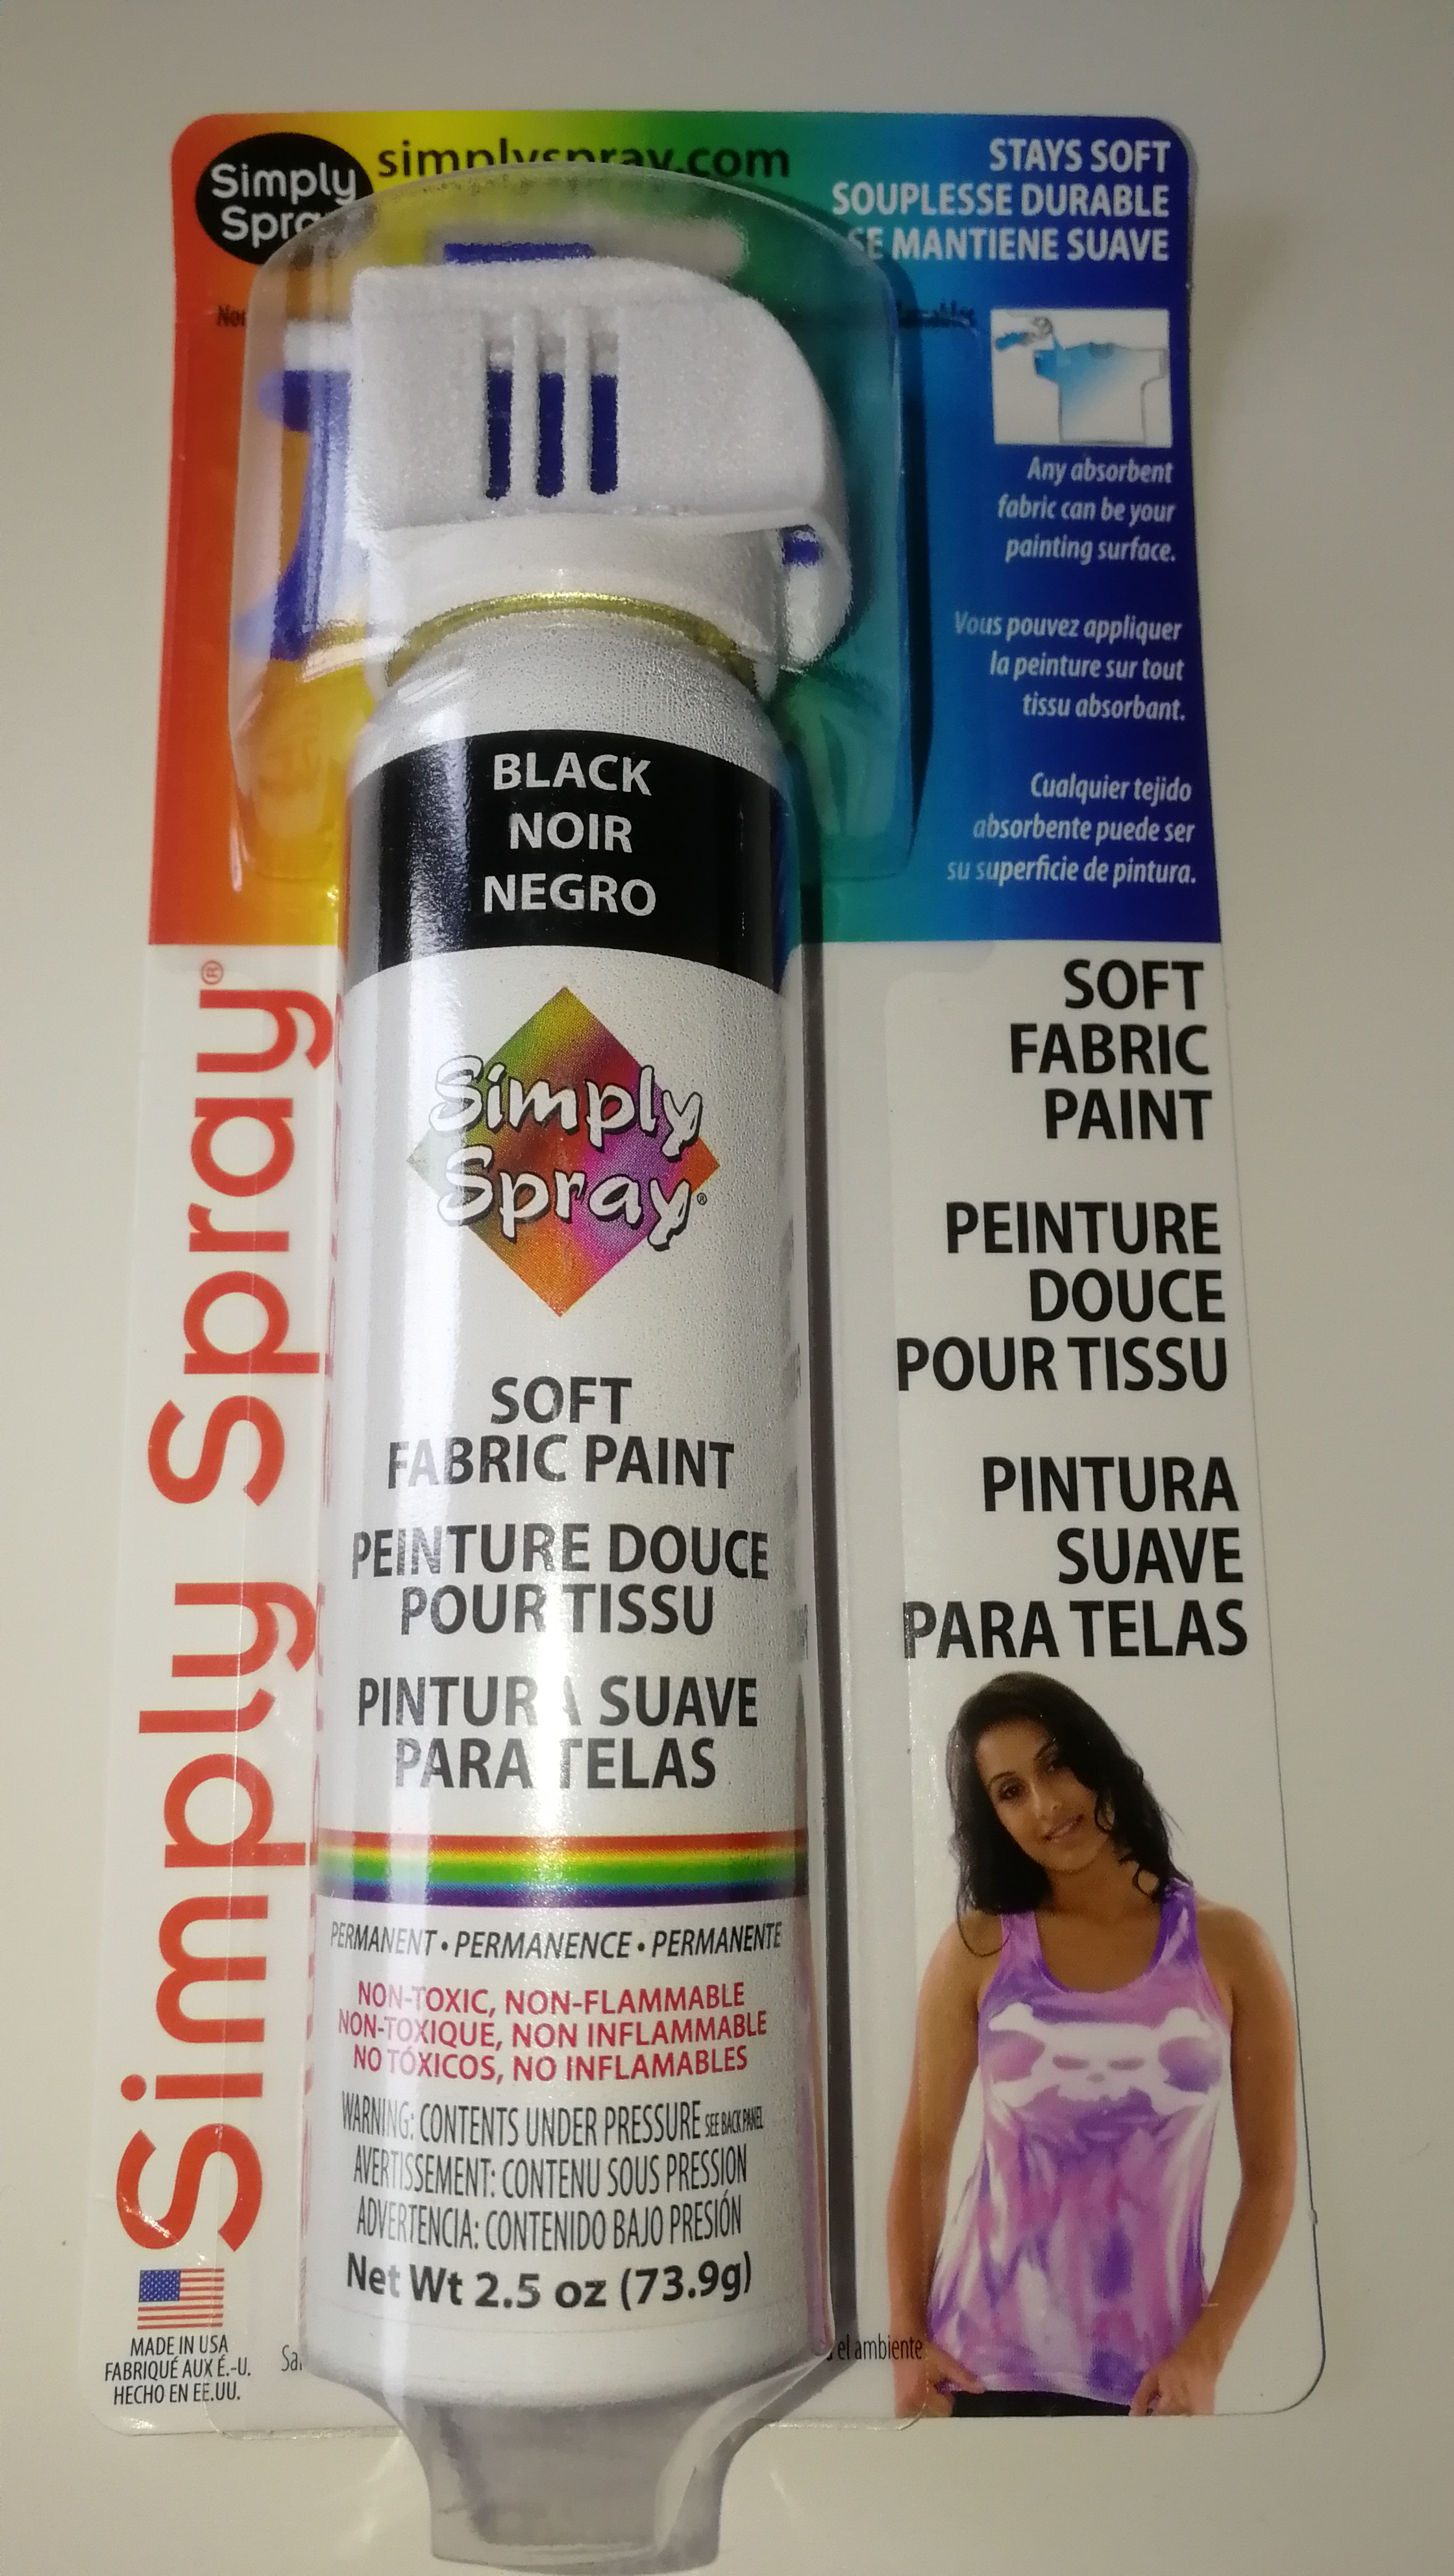 Simply
simplyspray.com
STAYS SOFT
SOUPLESSE DURABLE
SE MANTIENE SUAVE
Any absorbent
fabric can be your
painting surface.
Vous pouvez appliquer
la peinture sur tout
tissu absorbant.
Cualquier tejido
absorbente puede ser
su superficie de pintura.
BLACK
NOIR
NEGRO
Simply
Spray®
SOFT
FABRIC PAINT
PEINTURE DOUCE
POUR TISSU
PINTURA SUAVE
PARA TELAS
PERMANENT • PERMANENCE • PERMANENTE
NON-TOXIC, NON-FLAMMABLE
NON-TOXIQUE, NON INFLAMMABLE
NO TÓXICOS, NO INFLAMABLES
WARNING: CONTENTS UNDER PRESSURE SEE BACK PANEL
AVERTISSEMENT: CONTENU SOUS PRESSION
ADVERTENCIA: CONTENIDO BAJO PRESIÓN
Net Wt 2.5 oz (73.9g)
Simply Spray®
SOFT
FABRIC
PAINT
PEINTURE
DOUCE
POUR TISSU
PINTURA
SUAVE
PARA TELAS
MADE IN USA
FABRIQUÉ AUX É.-U.
HECHO EN EE.UU.
el ambiente